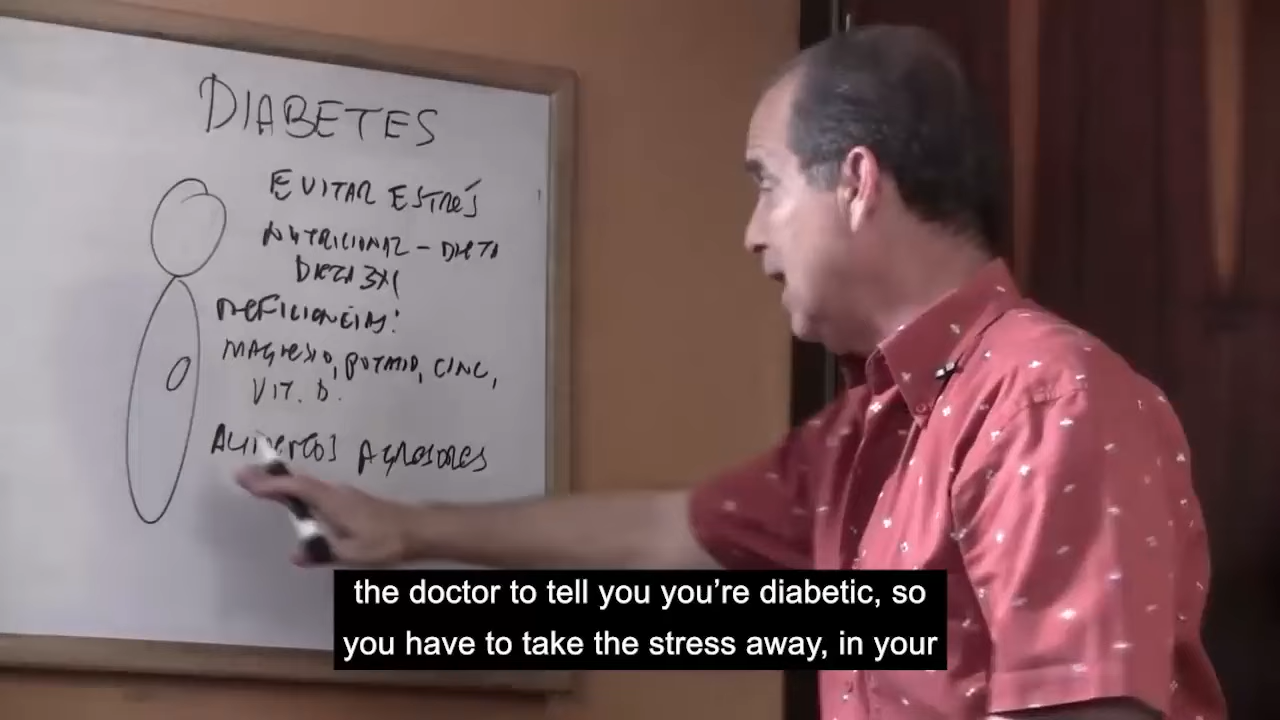 DIABETES
EVITAR ESTRÉS
NUTRICIONAL - DIETA
DIETA 3X1
DEFICIENCIAS:
MAGNESIO, POTASIO, CINC,
VIT. D.
ALIMENTOS AGRESORES
the doctor to tell you you’re diabetic, so
you have to take the stress away, in your